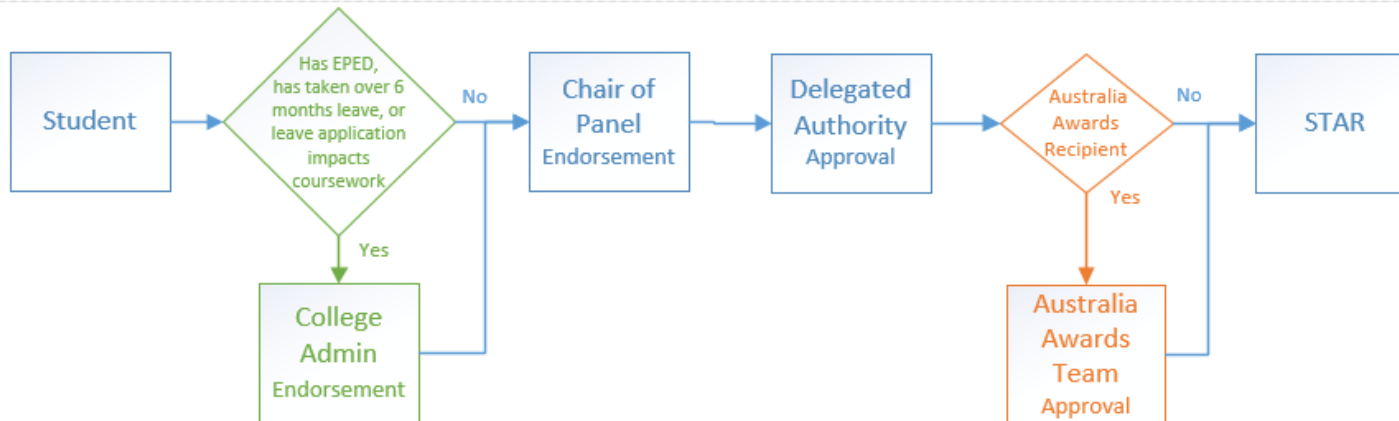 Student
Has EPED,
has taken over 6
months leave, or
leave application
impacts
coursework
No
Yes
College
Admin
Endorsement
Chair of
Panel
Endorsement
Delegated
Authority
Approval
Australia
Awards
Recipient
No
Yes
Australia
Awards
Team
Approval
STAR